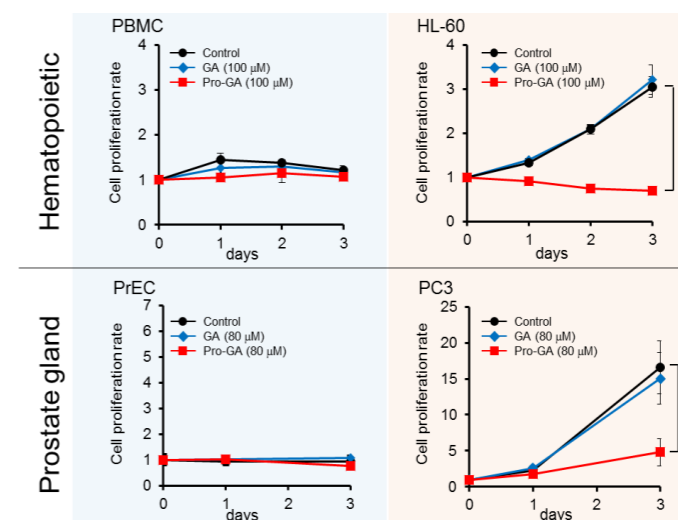 Hematopoietic
PBMC
Cell proliferation rate
4
3
2
1
0
Control
GA (100 μM)
Pro-GA (100 μM)
0 1 2 3
days
HL-60
Cell proliferation rate
4
3
2
1
0
Control
GA (100 μM)
Pro-GA (100 μM)
0 1 2 3
days
Prostate gland
PrEC
Cell proliferation rate
7
6
5
4
3
2
1
0
Control
GA (80 μM)
Pro-GA (80 μM)
0 1 2 3
days
PC3
Cell proliferation rate
25
20
15
10
5
0
Control
GA (80 μM)
Pro-GA (80 μM)
0 1 2 3
days